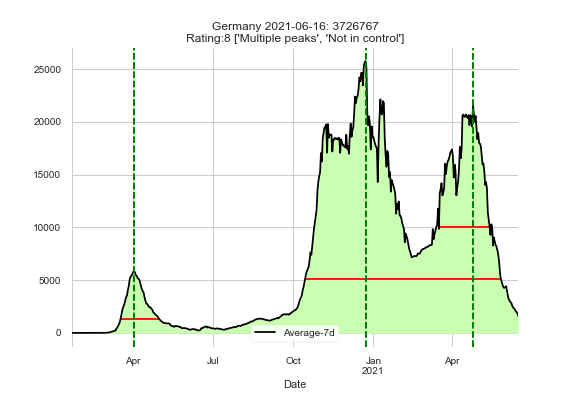 Germany 2021-06-16: 3726767
Rating:8 ['Multiple peaks', 'Not in control']
25000
20000
15000
10000
5000
0
Average-7d
Apr Jul Oct Jan Apr
2021
Date